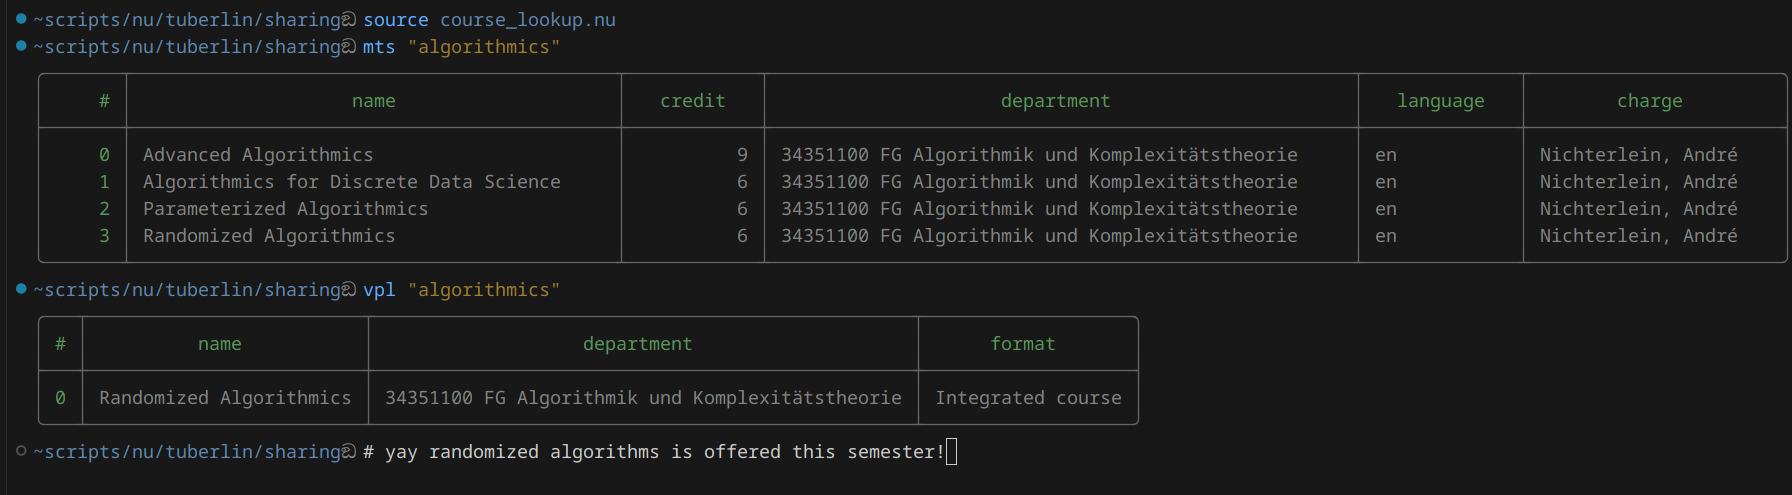 ~scripts/nu/tuberlin/sharingඞ source course_lookup.nu
~scripts/nu/tuberlin/sharingඞ mts "algorithmics"
# name credit department language charge
0 Advanced Algorithmics 9 34351100 FG Algorithmik und Komplexitätstheorie en Nichterlein, André
1 Algorithmics for Discrete Data Science 6 34351100 FG Algorithmik und Komplexitätstheorie en Nichterlein, André
2 Parameterized Algorithmics 6 34351100 FG Algorithmik und Komplexitätstheorie en Nichterlein, André
3 Randomized Algorithmics 6 34351100 FG Algorithmik und Komplexitätstheorie en Nichterlein, André
~scripts/nu/tuberlin/sharingඞ vpl "algorithmics"
# name department format
0 Randomized Algorithmics 34351100 FG Algorithmik und Komplexitätstheorie Integrated course
~scripts/nu/tuberlin/sharingඞ # yay randomized algorithms is offered this semester!